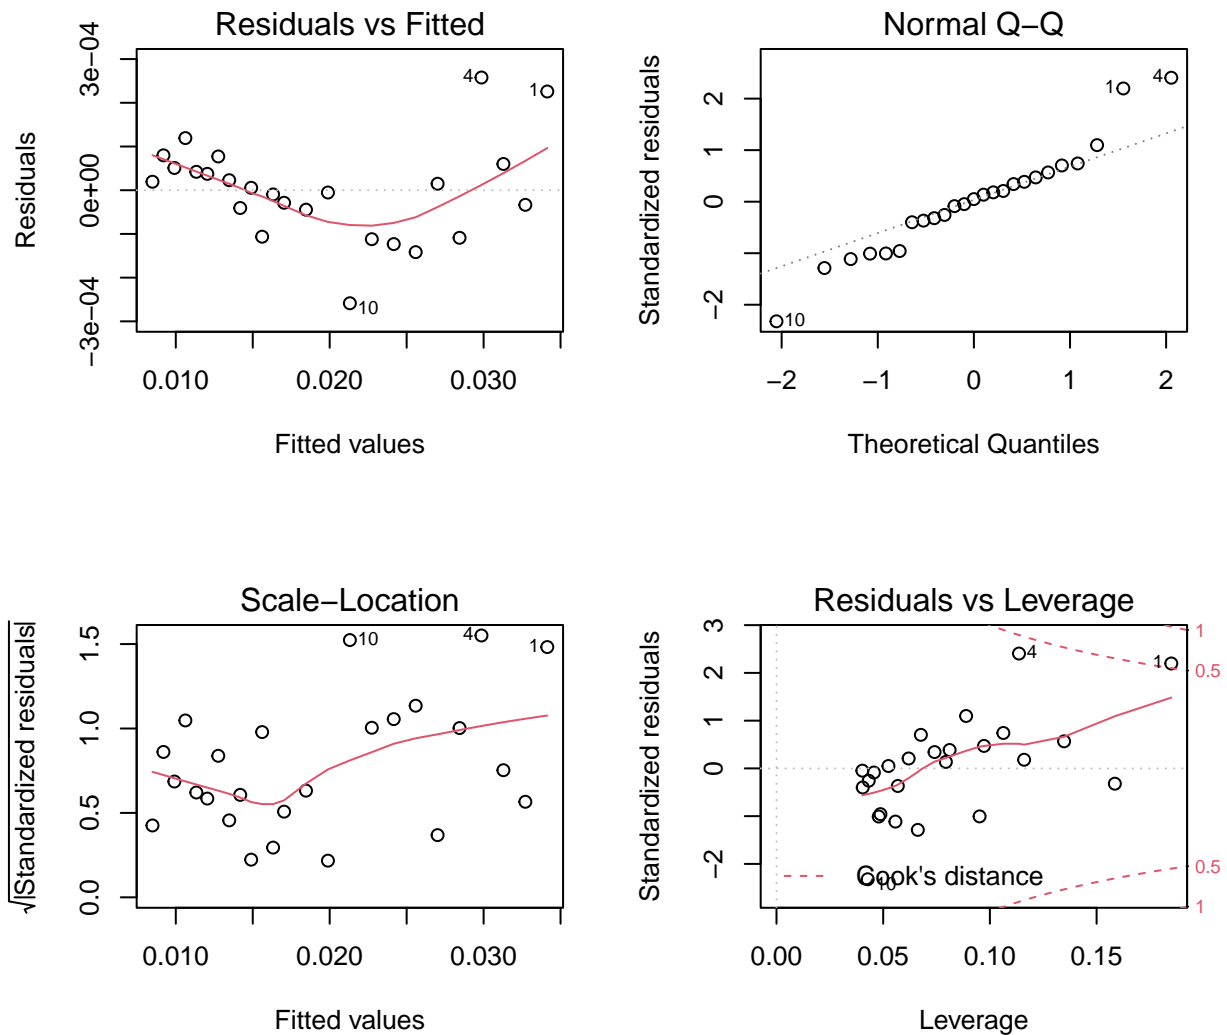 Residuals vs Fitted
Residuals
3e−04
0e+00
−3e−04
4
1
10
0.010
0.020
0.030
Fitted values
Normal Q−Q
Standardized residuals
2
1
0
−2
1
4
10
−2
−1
0
1
2
Theoretical Quantiles
Scale−Location
√|Standardized residuals|
1.5
1.0
0.5
0.0
10
4
1
0.010
0.020
0.030
Fitted values
Residuals vs Leverage
Standardized residuals
3
2
1
0
−2
4
1
10
Cook's distance
1
0.5
0.5
1
0.00
0.05
0.10
0.15
Leverage